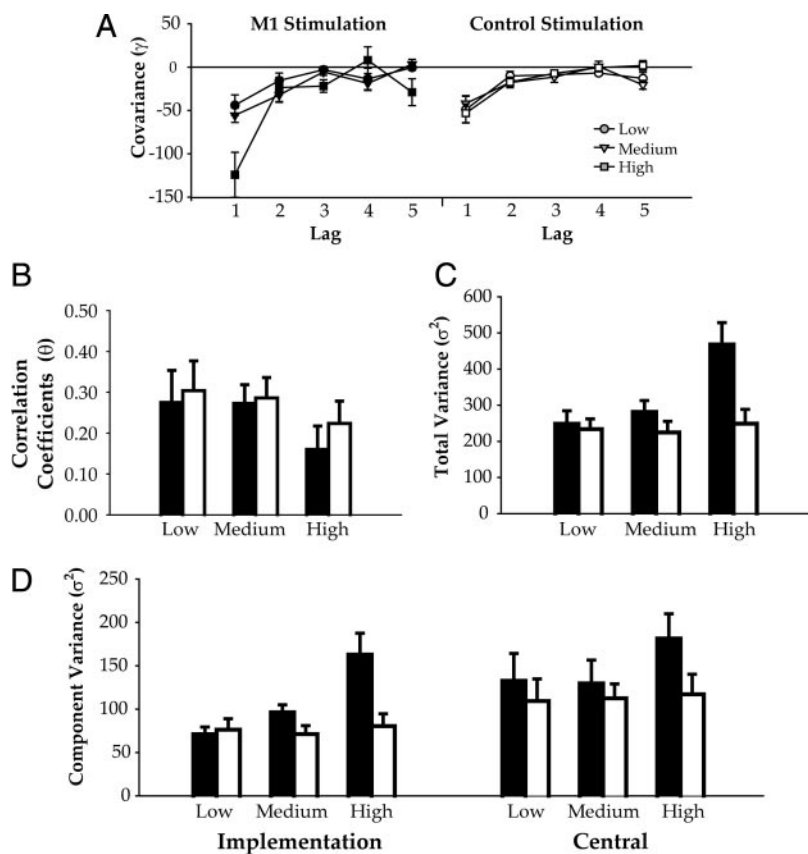 A
M1 Stimulation
Control Stimulation
Covariance (γ)
50
0
-50
-100
-150
1 2 3 4 5
1 2 3 4 5
Lag
Lag
Low
Medium
High
B
Correlation
Coefficients (θ)
0.50
0.40
0.30
0.20
0.10
0.00
Low Medium High
C
Total Variance (σ²)
600
500
400
300
200
100
0
Low Medium High
D
Component Variance (σ²)
250
200
150
100
50
0
Low Medium High
Low Medium High
Implementation
Central